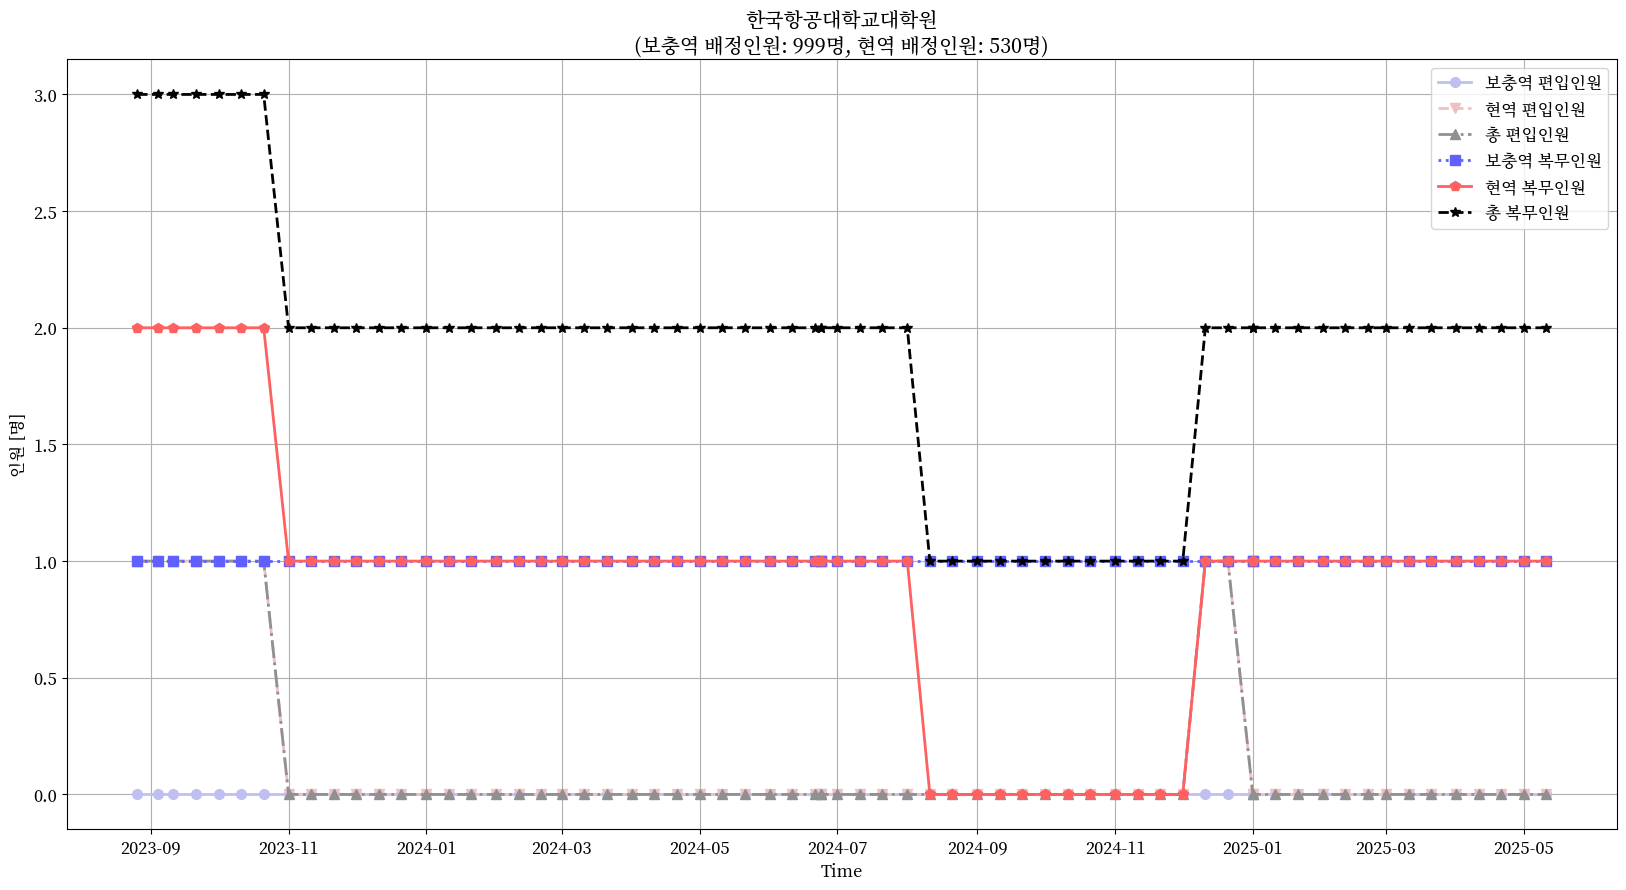 한국항공대학교대학원
(보충역 배정인원: 999명, 현역 배정인원: 530명)
보충역 편입인원
현역 편입인원
총 편입인원
보충역 복무인원
현역 복무인원
총 복무인원
인원 [명]
3.0
2.5
2.0
1.5
1.0
0.5
0.0
2023-09
2023-11
2024-01
2024-03
2024-05
2024-07
2024-09
2024-11
2025-01
2025-03
2025-05
Time